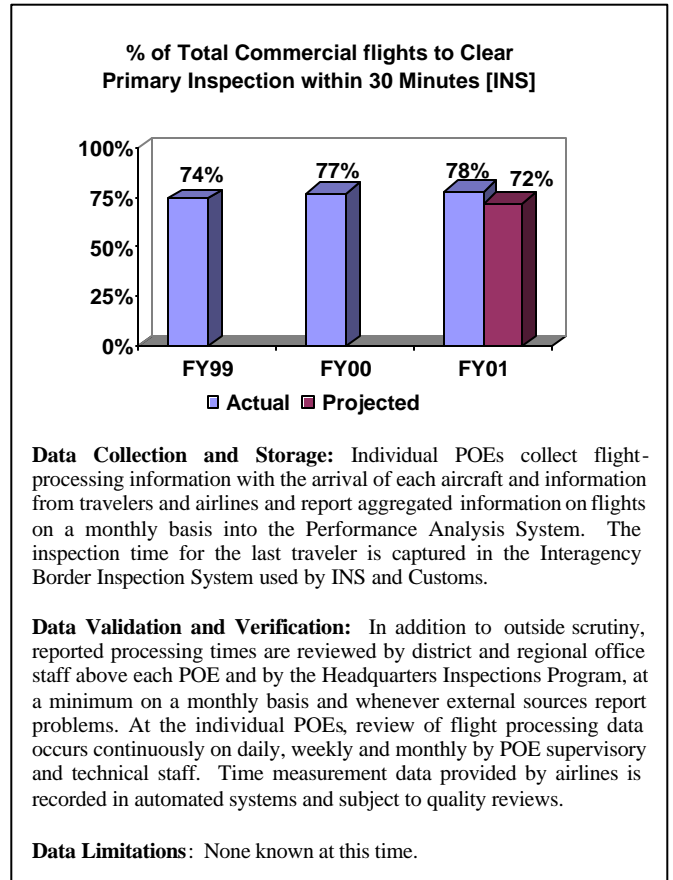 % of Total Commercial flights to Clear
Primary Inspection within 30 Minutes [INS]
100%
75%
50%
25%
0%
74%
77%
78%
72%
FY99
FY00
FY01
Actual
Projected
Data Collection and Storage: Individual POEs collect flight-
processing information with the arrival of each aircraft and information
from travelers and airlines and report aggregated information on flights
on a monthly basis into the Performance Analysis System. The
inspection time for the last traveler is captured in the Interagency
Border Inspection System used by INS and Customs.
Data Validation and Verification: In addition to outside scrutiny,
reported processing times are reviewed by district and regional office
staff above each POE and by the Headquarters Inspections Program, at
a minimum on a monthly basis and whenever external sources report
problems. At the individual POEs, review of flight processing data
occurs continuously on daily, weekly and monthly by POE supervisory
and technical staff. Time measurement data provided by airlines is
recorded in automated systems and subject to quality reviews.
Data Limitations: None known at this time.